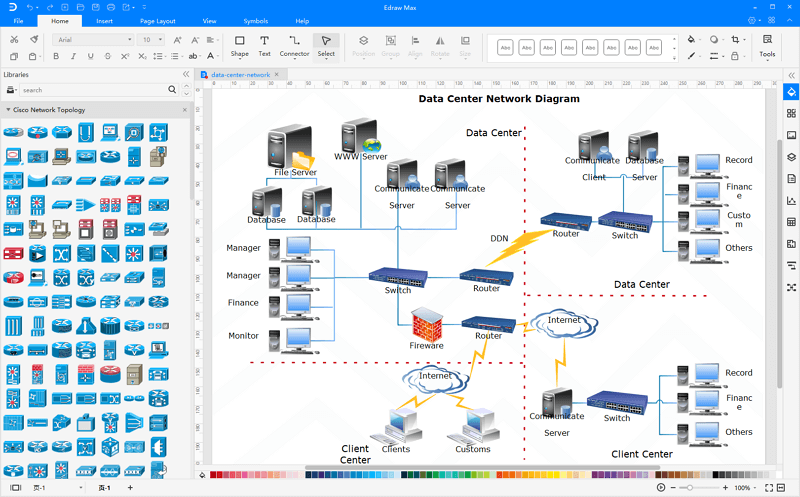 Edraw Max
File
Home
Insert
Page Layout
View
Symbols
Help
Arial
10
Shape
Text
Connector
Select
Position
Group
Align
Rotate
Size
Abc
Abc
Abc
Abc
Abc
Abc
Abc
Abc
Tools
Libraries
search
Cisco Network Topology
data-center-network
Data Center Network Diagram
Data Center
File Server
WWW Server
Communicate
Server
Communicate
Server
Database
Database
Manager
Manager
Finance
Monitor
Switch
Router
DDN
Fireware
Router
Communicate
Client
Database
Server
Router
Switch
Record
Financ
e
Custo
m
Others
Data Center
Internet
Internet
Clients
Customs
Client
Center
Communicate
Server
Switch
Record
Financ
e
Others
Client Center
页-1
页-1
100%